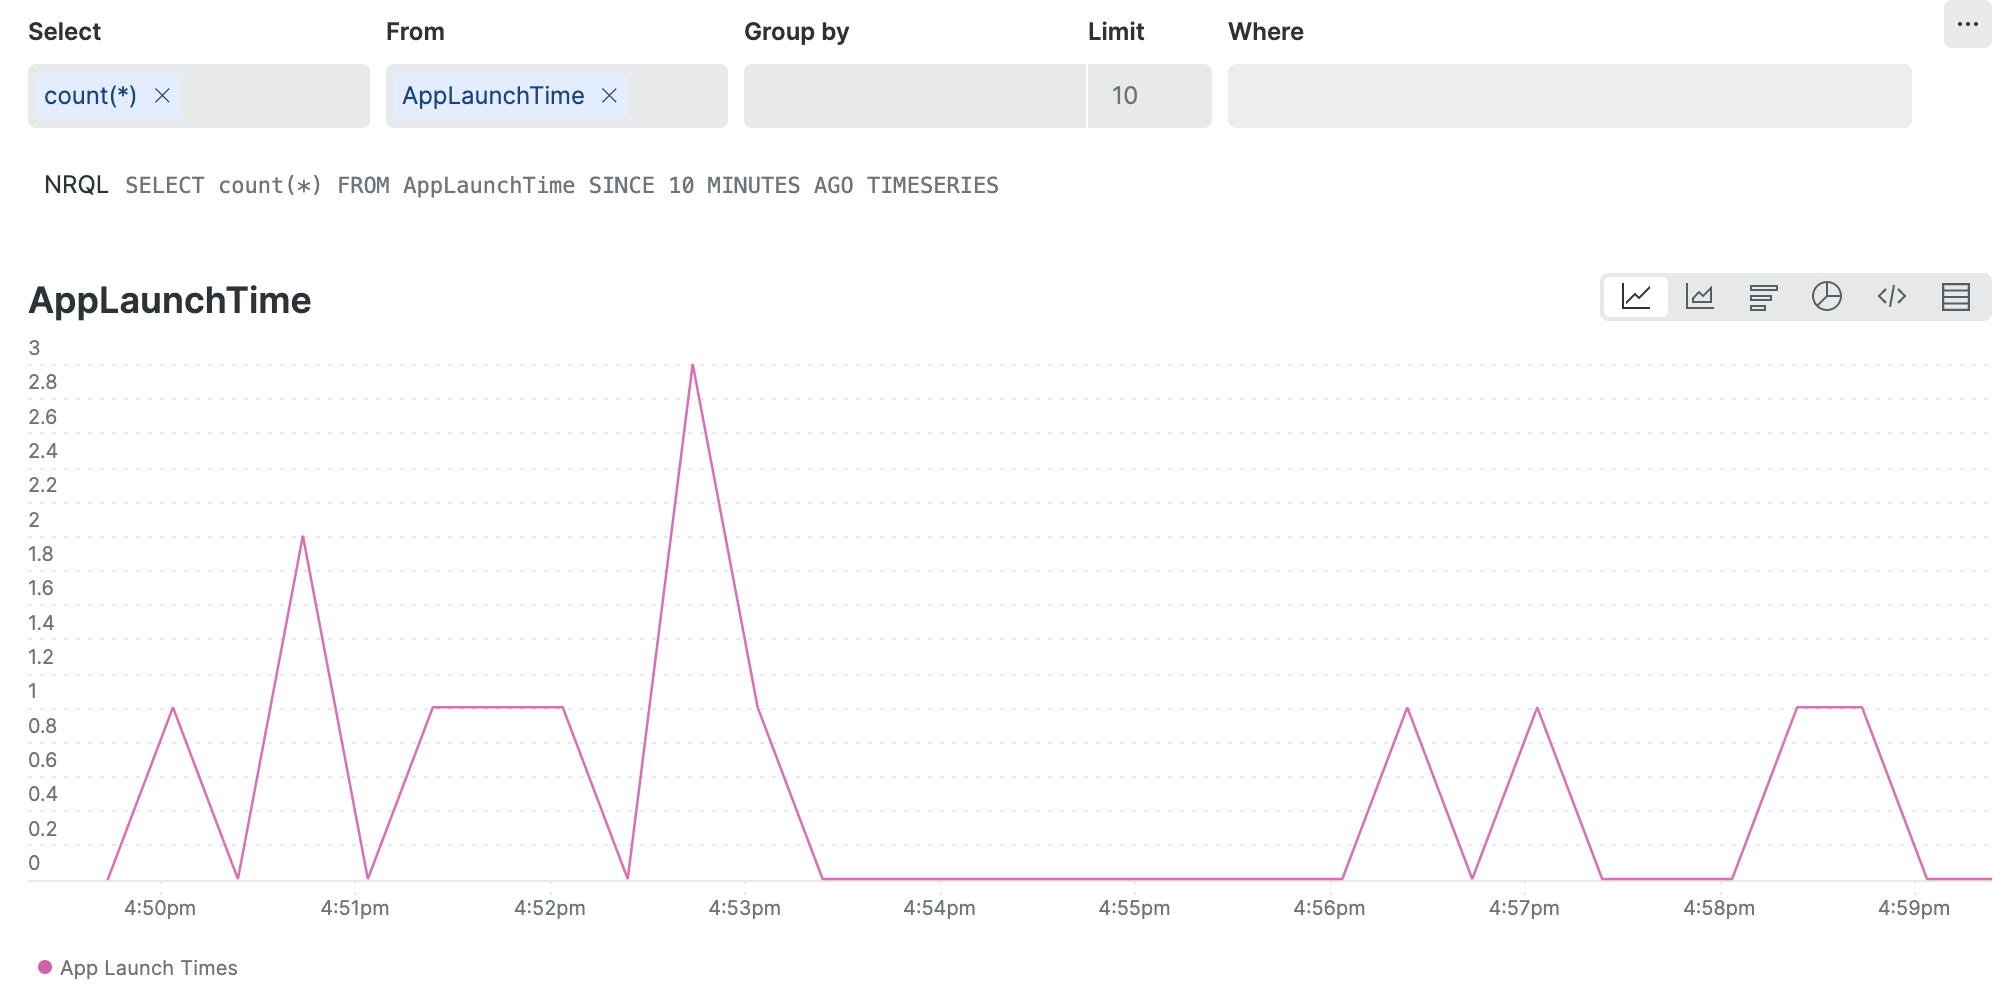 Select From Group by Limit Where
count(*) AppLaunchTime 10
NRQL SELECT count(*) FROM AppLaunchTime SINCE 10 MINUTES AGO TIMESERIES
AppLaunchTime
3
2.8
2.6
2.4
2.2
2
1.8
1.6
1.4
1.2
1
0.8
0.6
0.4
0.2
0
4:50pm 4:51pm 4:52pm 4:53pm 4:54pm 4:55pm 4:56pm 4:57pm 4:58pm 4:59pm
App Launch Times